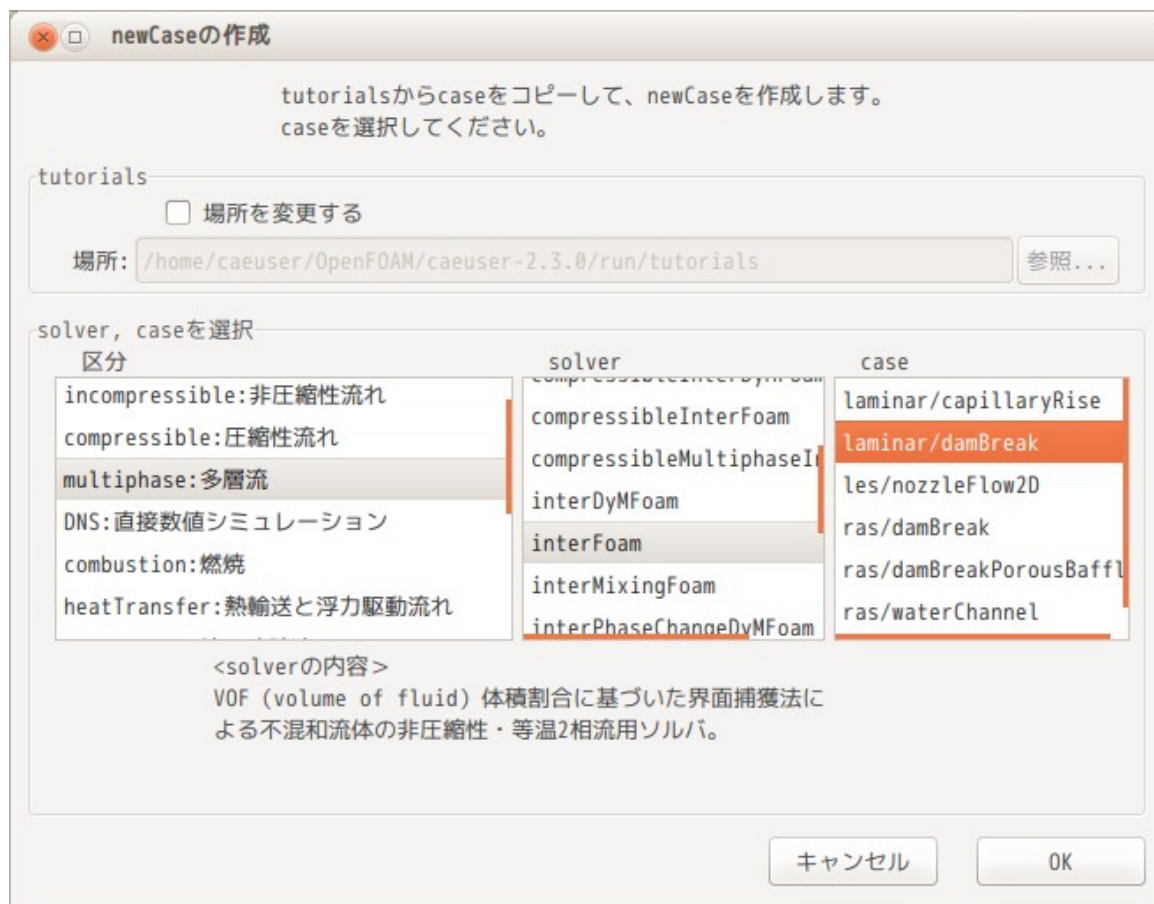 newCaseの作成
tutorialsからcaseをコピーして、newCaseを作成します。
caseを選択してください。
tutorials
場所を変更する
場所: /home/caeuser/OpenFOAM/caeuser-2.3.0/run/tutorials 参照...
solver, caseを選択
区分 solver case
incompressible:非圧縮性流れ
compressible:圧縮性流れ
multiphase:多層流
DNS:直接数値シミュレーション
combustion:燃焼
heatTransfer:熱輸送と浮力駆動流れ
compressibleInterDyMFoam
compressibleInterFoam
compressibleMultiphaseI
interDyMFoam
interFoam
interMixingFoam
interPhaseChangeDyMFoam
laminar/capillaryRise
laminar/damBreak
les/nozzleFlow2D
ras/damBreak
ras/damBreakPorousBaffl
ras/waterChannel
<solverの内容>
VOF (volume of fluid) 体積割合に基づいた界面捕獲法に
よる不混和流体の非圧縮性・等温2相流用ソルバ。
キャンセル OK